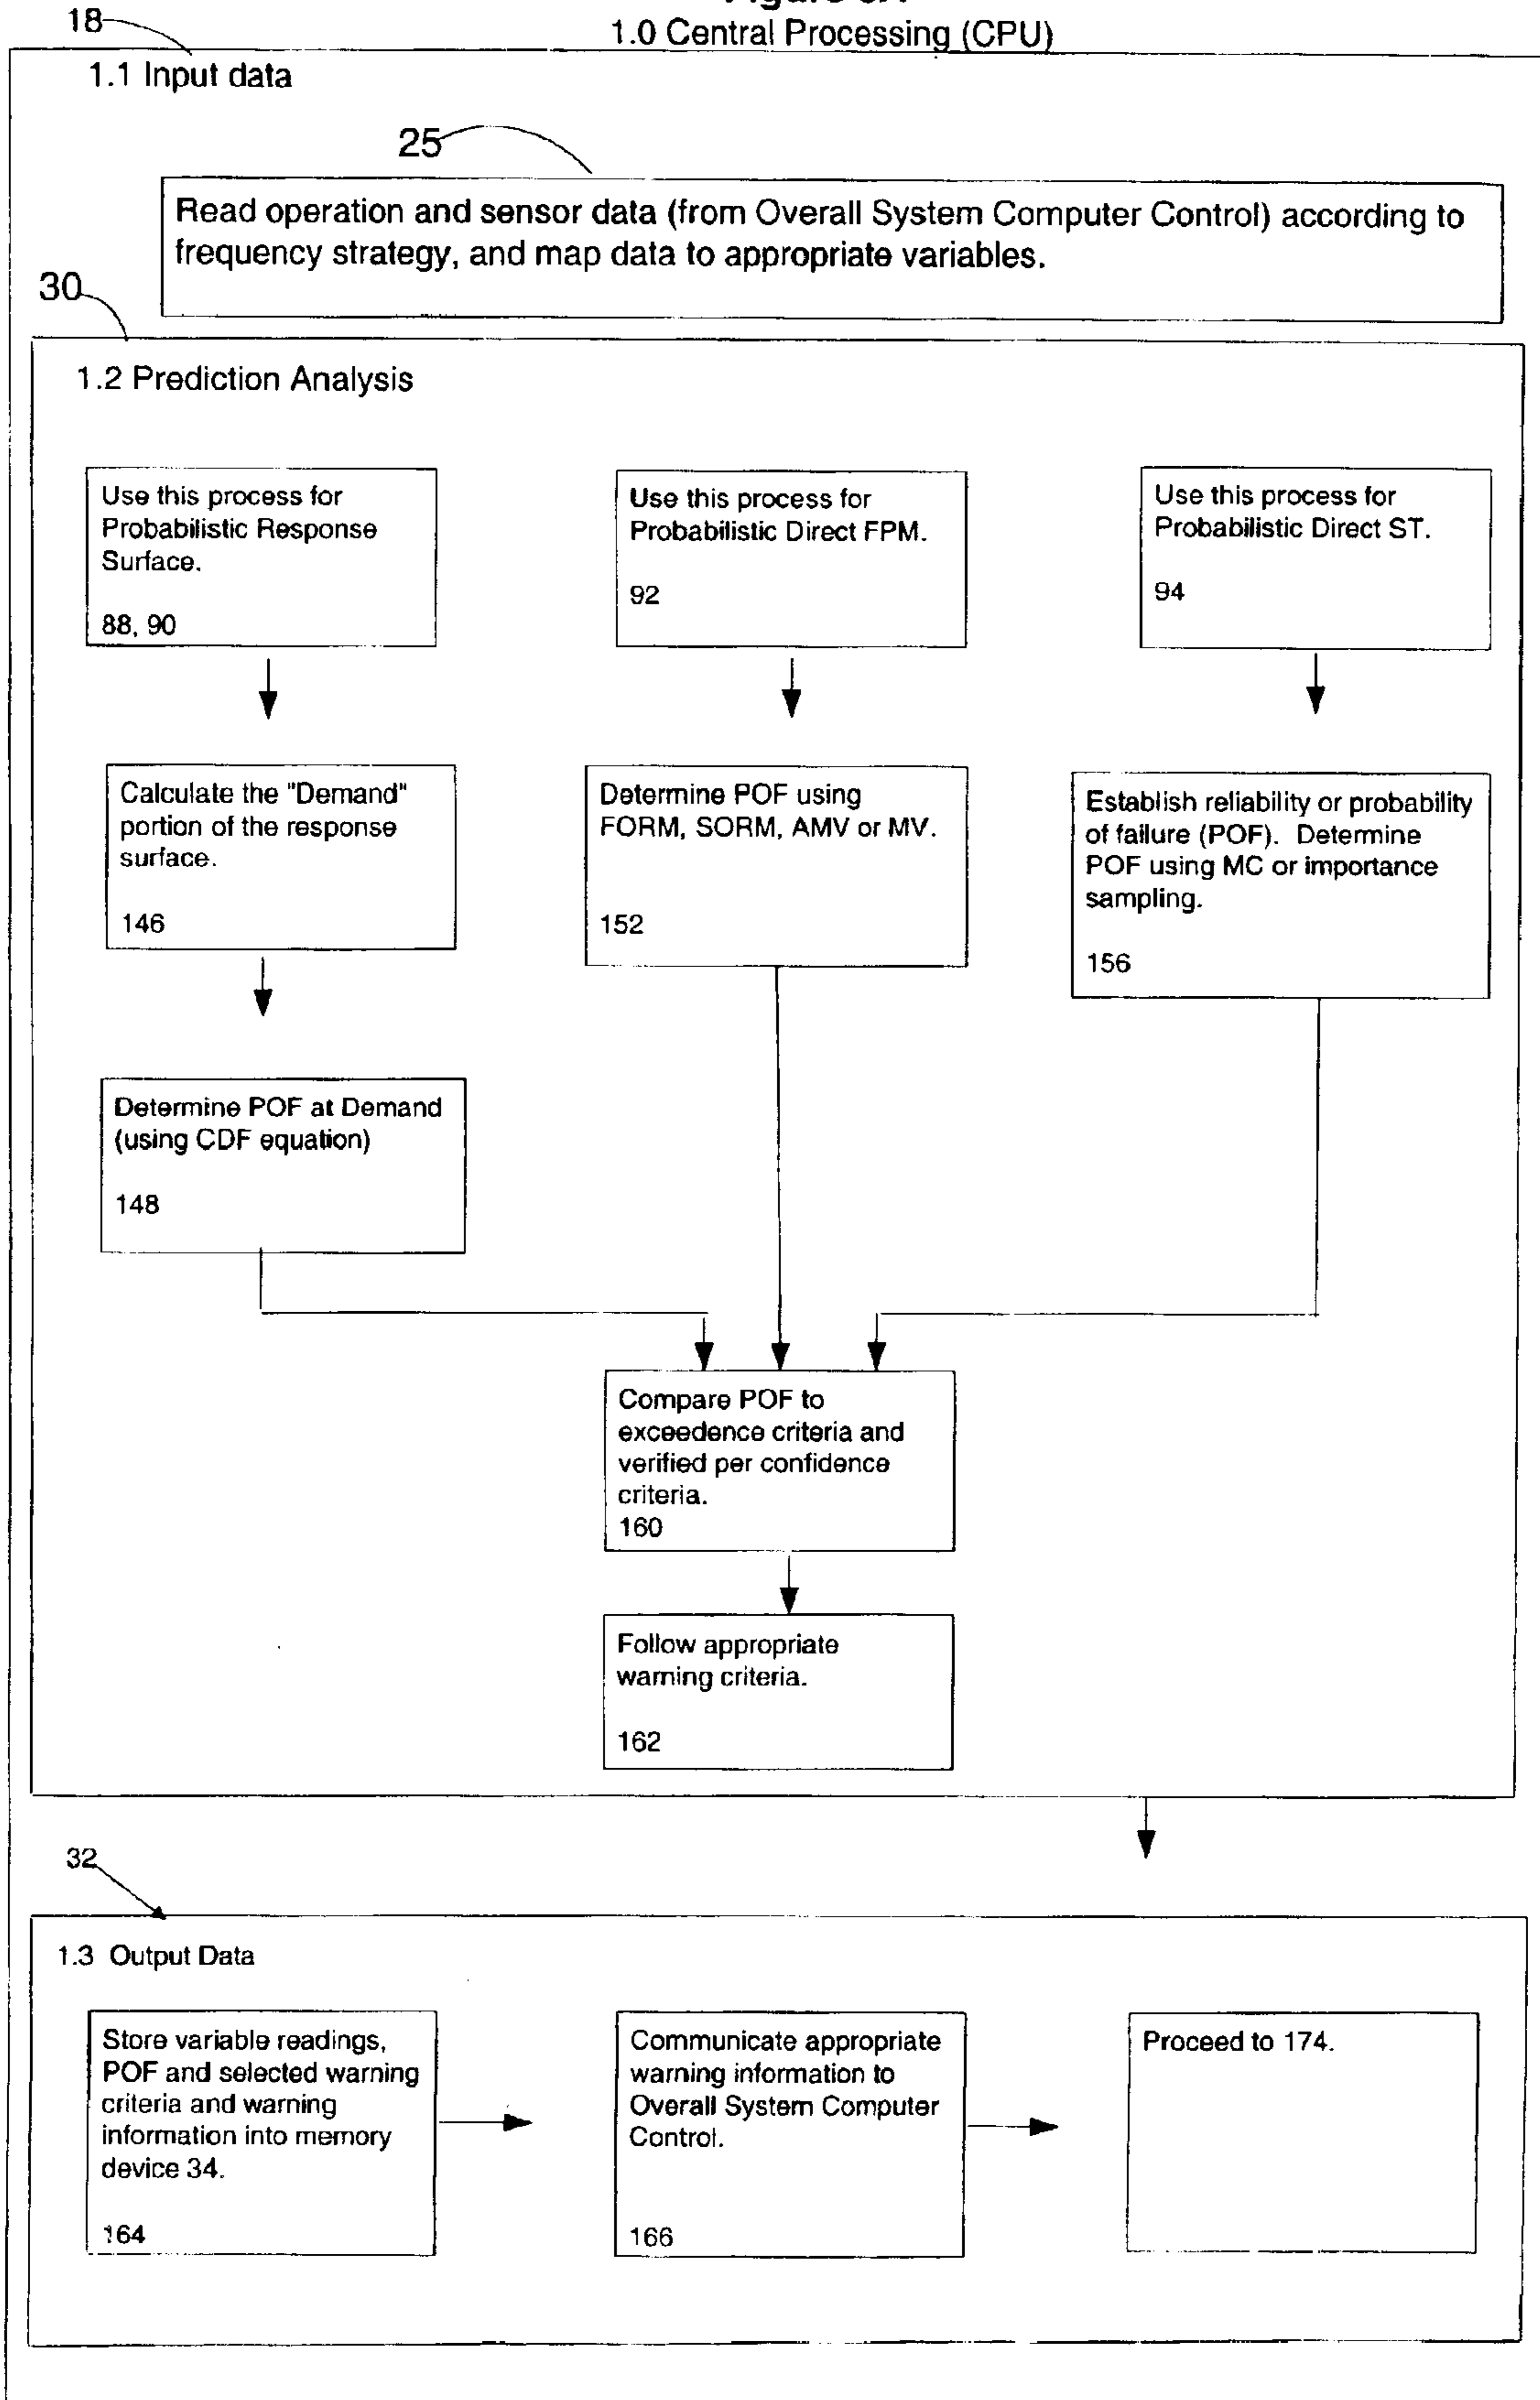 18
1.0 Central Processing (CPU)
1.1 Input data
25
Read operation and sensor data (from Overall System Computer Control) according to
frequency strategy, and map data to appropriate variables.
30
1.2 Prediction Analysis
Use this process for
Probabilistic Response
Surface.
88, 90
Use this process for
Probabilistic Direct FPM.
92
Use this process for
Probabilistic Direct ST.
94
Calculate the "Demand"
portion of the response
surface.
146
Determine POF using
FORM, SORM, AMV or MV.
152
Establish reliability or probability
of failure (POF). Determine
POF using MC or importance
sampling.
156
Determine POF at Demand
(using CDF equation)
148
Compare POF to
exceedence criteria and
verified per confidence
criteria.
160
Follow appropriate
warning criteria.
162
32
1.3 Output Data
Store variable readings,
POF and selected warning
criteria and warning
information into memory
device 34.
164
Communicate appropriate
warning information to
Overall System Computer
Control.
166
Proceed to 174.